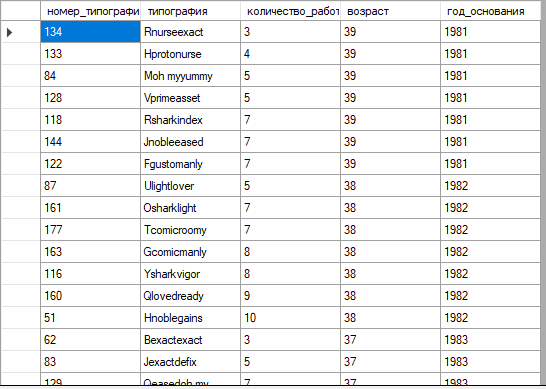 номер_типографи типография количество_работ возраст год_основания
134 Rnurseexact 3 39 1981
133 Hprotonurse 4 39 1981
84 Moh myyummy 5 39 1981
128 Vprimeasset 5 39 1981
118 Rsharkindex 7 39 1981
144 Jnobleeased 7 39 1981
122 Fgustomanly 7 39 1981
87 Ulightlover 5 38 1982
161 Osharklight 7 38 1982
177 Tcomicroomy 7 38 1982
163 Gcomicmanly 8 38 1982
116 Ysharkvigor 8 38 1982
160 Qlovedready 9 38 1982
51 Hnoblegains 10 38 1982
62 Bexactexact 3 37 1983
83 Jexactdefix 5 37 1983
129 7 37 1983